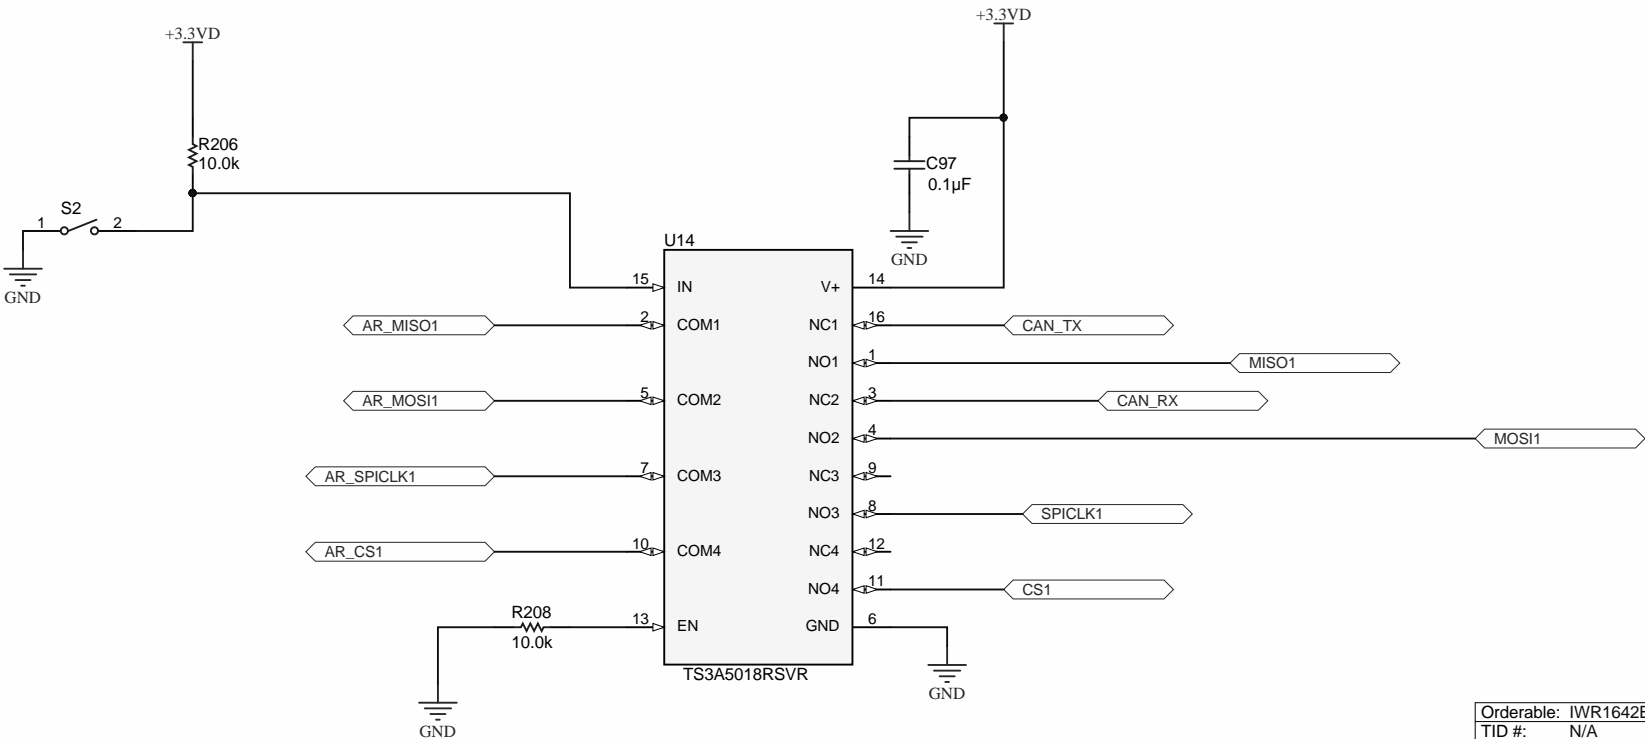 +3.3VD
+3.3VD
R206
10.0k
C97
0.1µF
S2
1
2
GND
GND
U14
15
IN
V+
14
AR_MISO1
2
COM1
NC1
16
CAN_TX
NO1
1
MISO1
AR_MOSI1
5
COM2
NC2
3
CAN_RX
NO2
4
MOSI1
AR_SPICLK1
7
COM3
NC3
9
NO3
8
SPICLK1
AR_CS1
10
COM4
NC4
12
NO4
11
CS1
R208
10.0k
13
EN
GND
6
TS3A5018RSVR
GND
GND
Orderable: IWR1642B
TID #: N/A